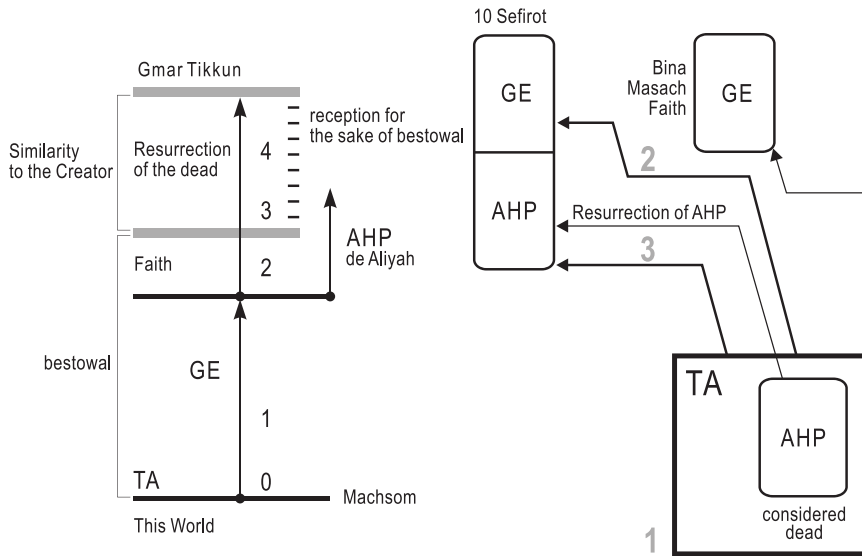 Gmar Tikkun
Similarity
to the Creator
Resurrection
of the dead
4
3
reception for
the sake of bestowal
Faith
2
AHP
de Aliyah
bestowal
GE
1
TA
0
Machsom
This World
10 Sefirot
GE
AHP
Bina
Masach
Faith
GE
2
Resurrection of AHP
3
TA
AHP
considered
dead
1